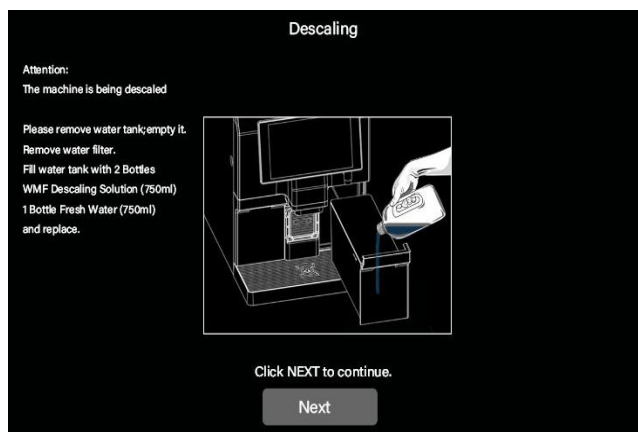 Descaling
Attention:
The machine is being descaled
Please remove water tank;empty it.
Remove water filter.
Fill water tank with 2 Bottles
WMF Descaling Solution (750ml)
1 Bottle Fresh Water (750ml)
and replace.
Click NEXT to continue.
Next